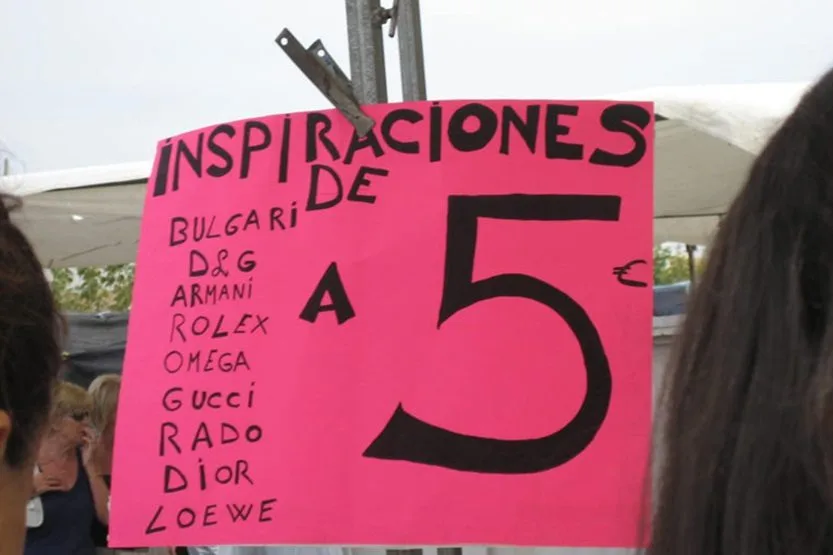 iNSPiRACiONES
DE
BULGARi
D&G
ARMANi
ROLEX
OMEGA
GUCCi
RADO
DiOR
LOEWE
A 5 €